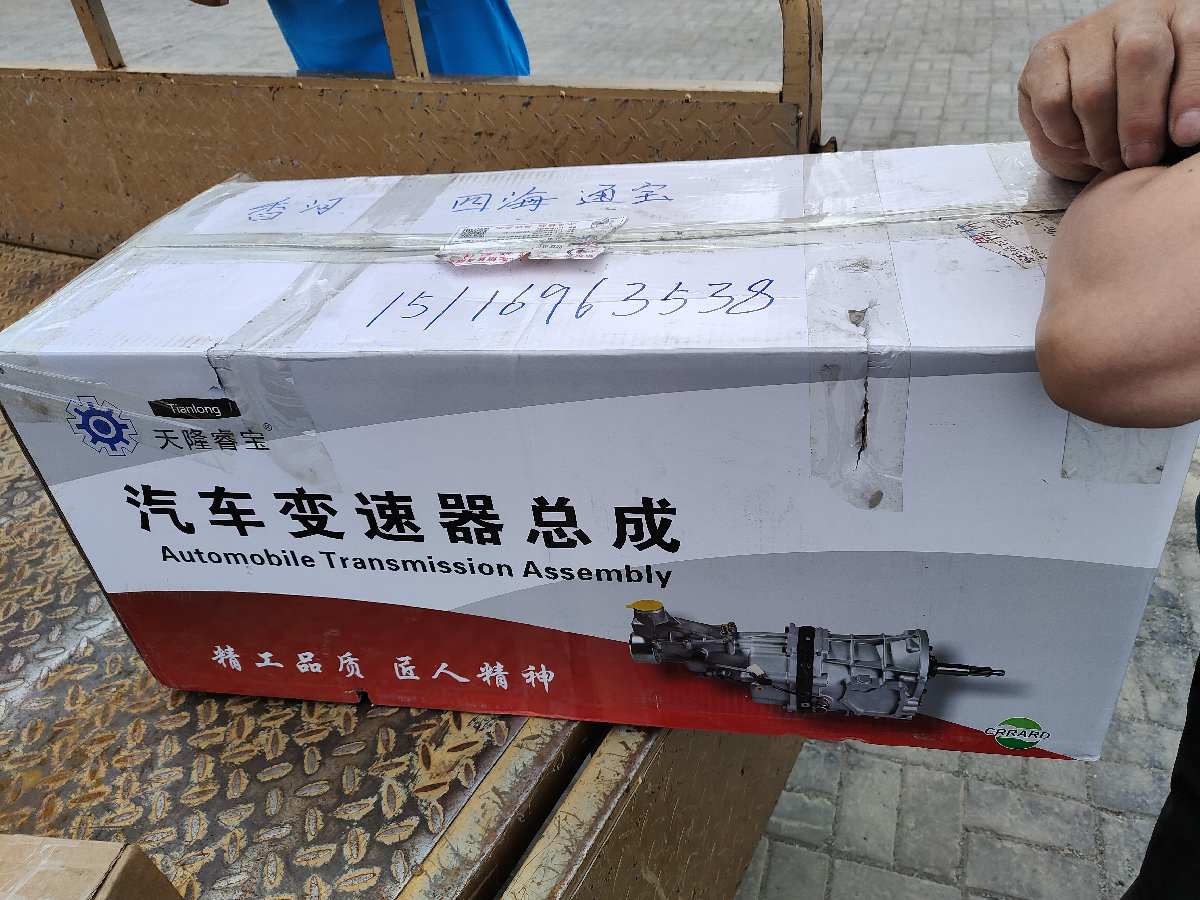 香河 四海通宝
15116963538
Tianlong
天隆睿宝®
汽车变速器总成
Automobile Transmission Assembly
精工品质 匠人精神
CRRARD